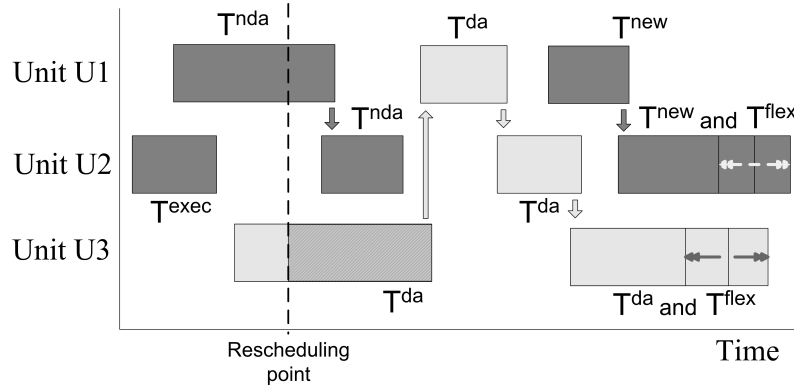 T^nda
T^da
T^new
Unit U1
T^nda
T^new and T^flex
Unit U2
T^exec
T^da
Unit U3
T^da
T^da and T^flex
Rescheduling
point
Time